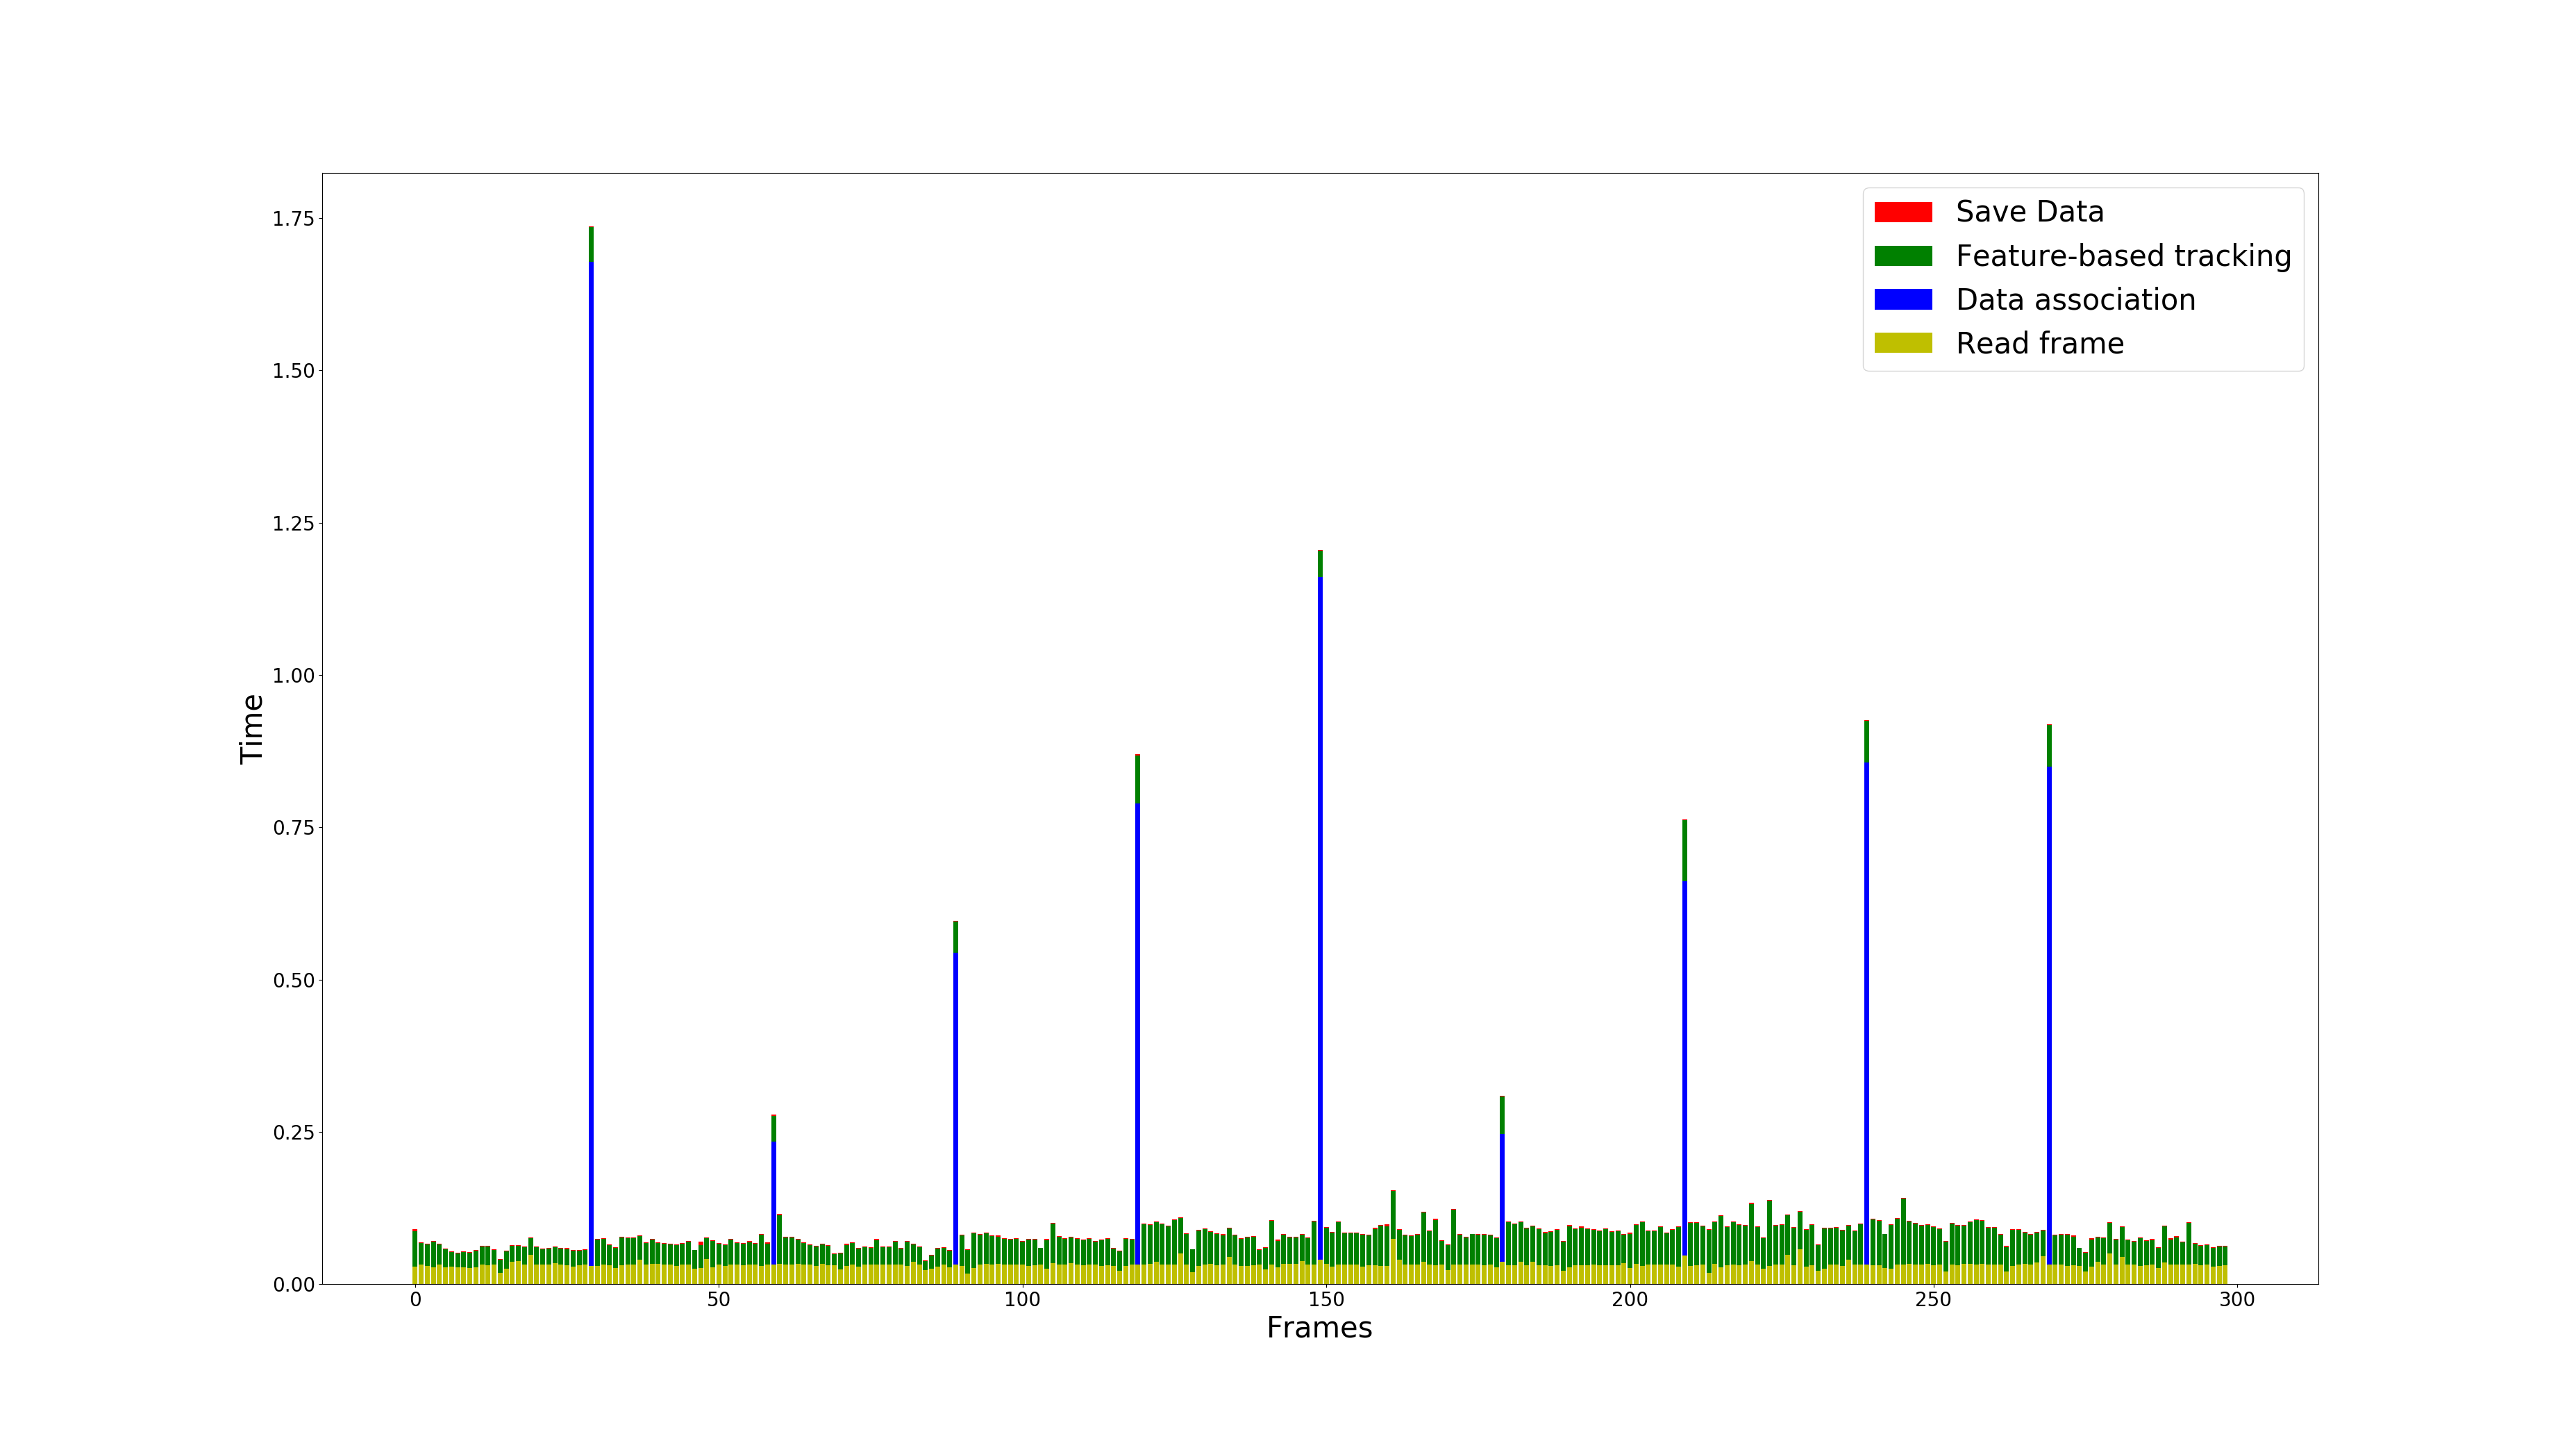 Save Data
Feature-based tracking
Data association
Read frame
1.75
1.50
1.25
1.00
0.75
0.50
0.25
0.00
Time
0 50 100 150 200 250 300
Frames